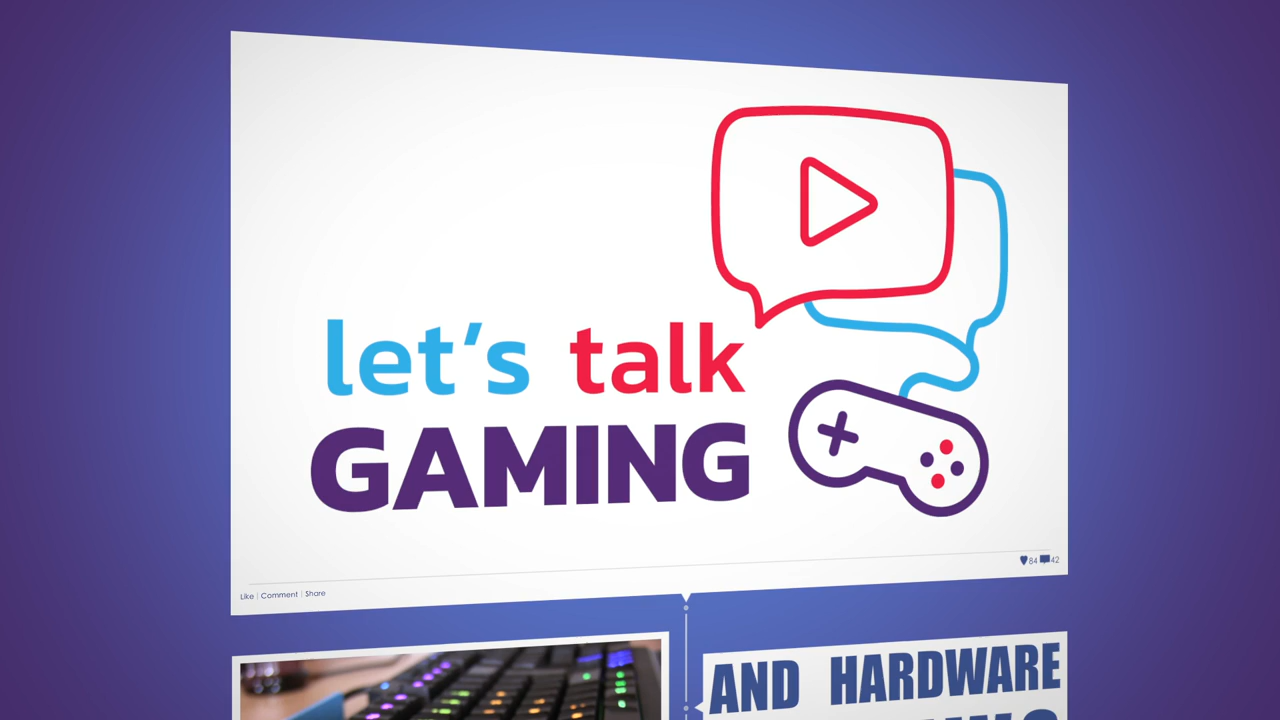 let's talk
GAMING
84 42
Like | Comment | Share
AND HARDWARE